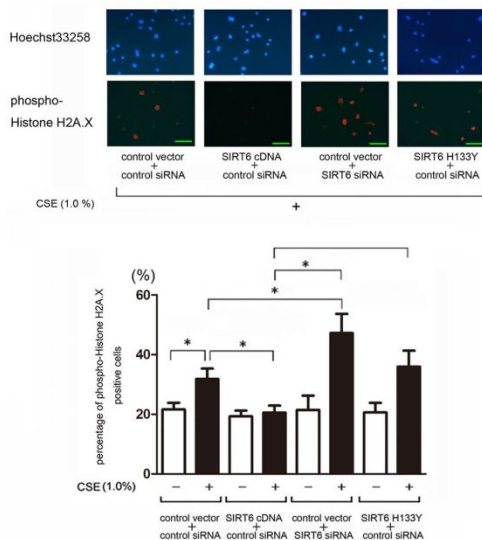 Hoechst33258
phospho-
Histone H2A.X
control vector
+
control siRNA
SIRT6 cDNA
+
control siRNA
control vector
+
SIRT6 siRNA
SIRT6 H133Y
+
control siRNA
CSE (1.0 %)
+
(%)
percentage of phospho-Histone H2A.X
positive cells
60
40
20
0
*
*
*
*
CSE (1.0%)
− + − + − + − +
control vector
+
control siRNA
SIRT6 cDNA
+
control siRNA
control vector
+
SIRT6 siRNA
SIRT6 H133Y
+
control siRNA